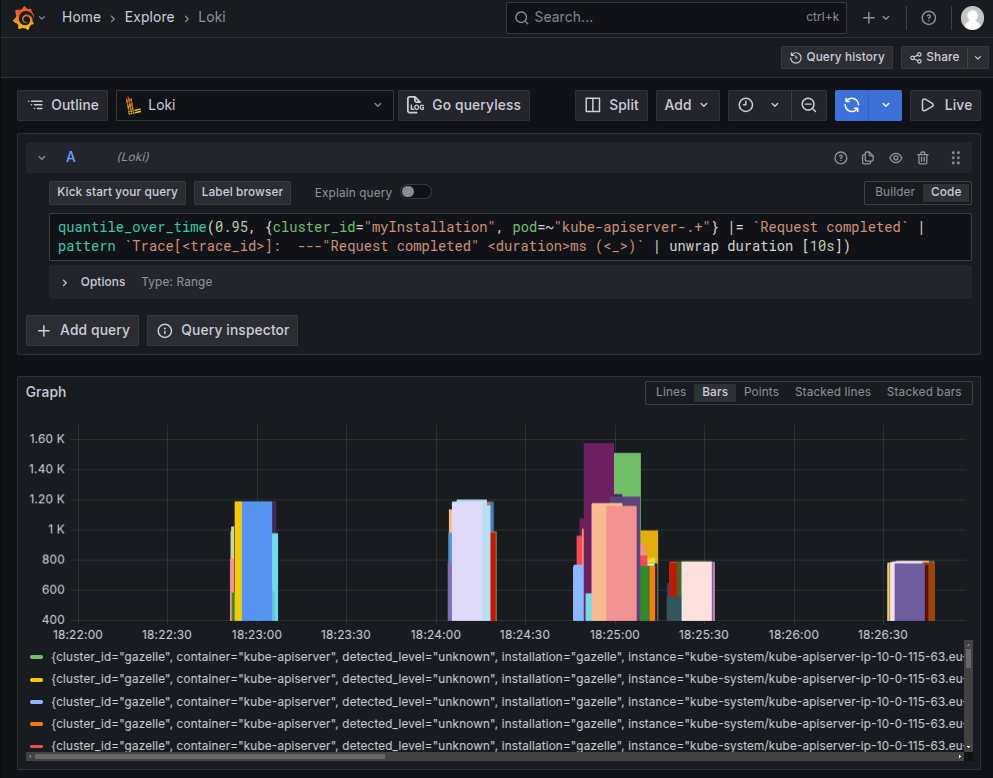 Home › Explore › Loki
Search... ctrl+k
Query history Share
Outline Loki Go queryless Split Add Live
A (Loki)
Kick start your query Label browser Explain query Builder Code
quantile_over_time(0.95, {cluster_id="myInstallation", pod=~"kube-apiserver-.+"} |= `Request completed` |
pattern `Trace[<trace_id>]:  ---"Request completed" <duration>ms (<_>)` | unwrap duration [10s])
Options Type: Range
Add query Query inspector
Graph Lines Bars Points Stacked lines Stacked bars
1.60 K
1.40 K
1.20 K
1 K
800
600
400
18:22:00 18:22:30 18:23:00 18:23:30 18:24:00 18:24:30 18:25:00 18:25:30 18:26:00 18:26:30
{cluster_id="gazelle", container="kube-apiserver", detected_level="unknown", installation="gazelle", instance="kube-system/kube-apiserver-ip-10-0-115-63.eu-
{cluster_id="gazelle", container="kube-apiserver", detected_level="unknown", installation="gazelle", instance="kube-system/kube-apiserver-ip-10-0-115-63.eu-
{cluster_id="gazelle", container="kube-apiserver", detected_level="unknown", installation="gazelle", instance="kube-system/kube-apiserver-ip-10-0-115-63.eu-
{cluster_id="gazelle", container="kube-apiserver", detected_level="unknown", installation="gazelle", instance="kube-system/kube-apiserver-ip-10-0-115-63.eu-
{cluster_id="gazelle", container="kube-apiserver", detected_level="unknown", installation="gazelle", instance="kube-system/kube-apiserver-ip-10-0-115-63.eu-